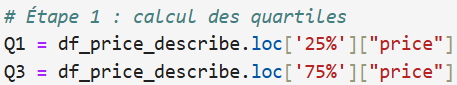 # Étape 1 : calcul des quartiles
Q1 = df_price_describe.loc['25%']["price"]
Q3 = df_price_describe.loc['75%']["price"]